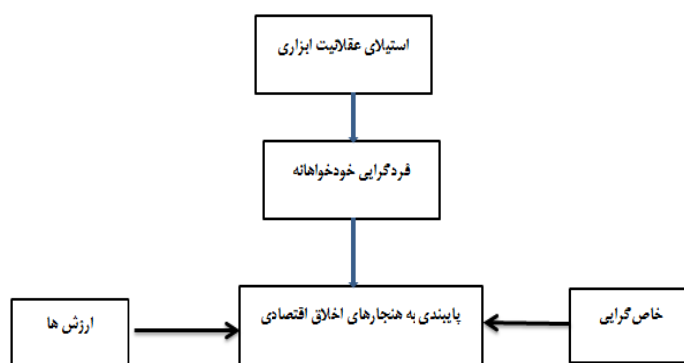 استیلای عقلانیت ابزاری
فردگرایی خودخواهانه
پایبندی به هنجارهای اخلاق اقتصادی
خاص‌گرایی
ارزش ها